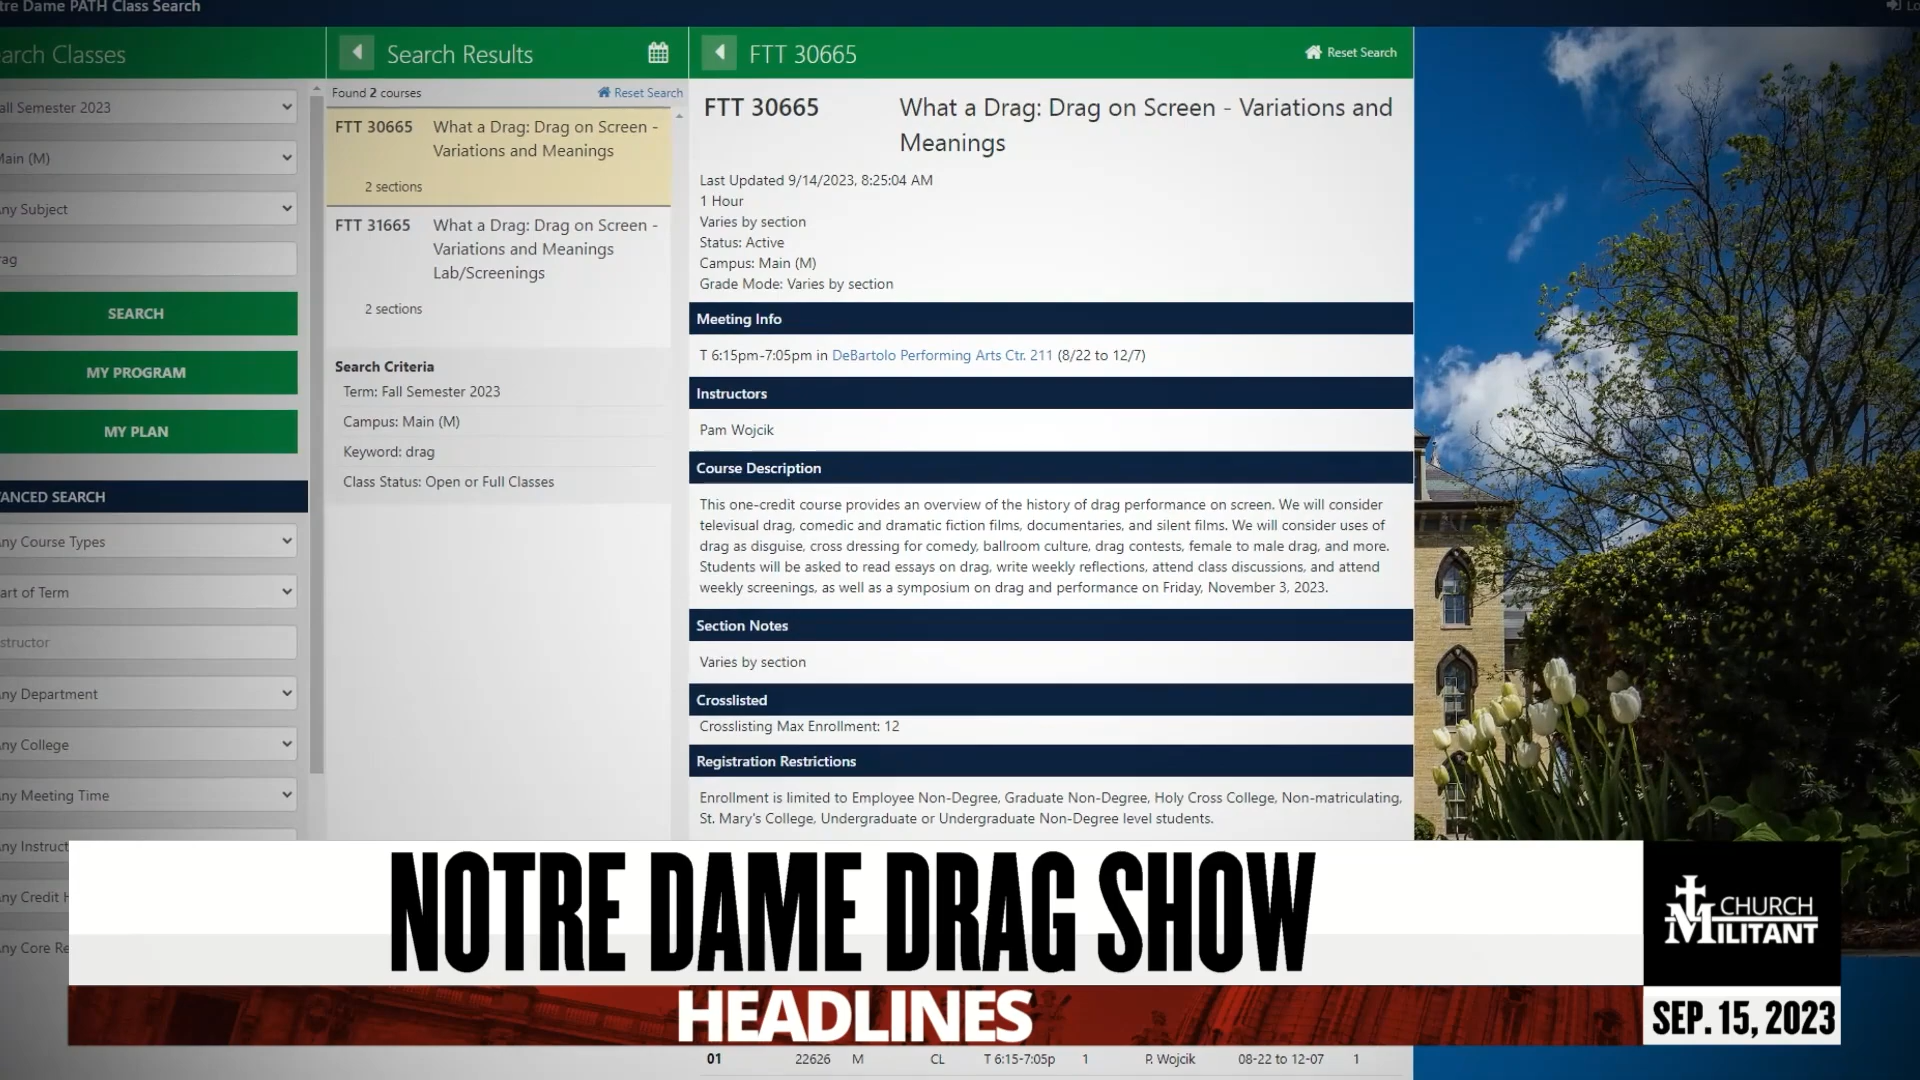 tre Dame PATH Class Search
Lo
arch Classes
all Semester 2023
Main (M)
ny Subject
rag
SEARCH
MY PROGRAM
MY PLAN
ANCED SEARCH
ny Course Types
art of Term
structor
ny Department
ny College
ny Meeting Time
ny Instruct
ny Credit H
ny Core Re
Search Results
Found 2 courses
Reset Search
FTT 30665 What a Drag: Drag on Screen -
Variations and Meanings
2 sections
FTT 31665 What a Drag: Drag on Screen -
Variations and Meanings
Lab/Screenings
2 sections
Search Criteria
Term: Fall Semester 2023
Campus: Main (M)
Keyword: drag
Class Status: Open or Full Classes
FTT 30665
Reset Search
FTT 30665 What a Drag: Drag on Screen - Variations and
Meanings
Last Updated 9/14/2023, 8:25:04 AM
1 Hour
Varies by section
Status: Active
Campus: Main (M)
Grade Mode: Varies by section
Meeting Info
T 6:15pm-7:05pm in DeBartolo Performing Arts Ctr. 211 (8/22 to 12/7)
Instructors
Pam Wojcik
Course Description
This one-credit course provides an overview of the history of drag performance on screen. We will consider
televisual drag, comedic and dramatic fiction films, documentaries, and silent films. We will consider uses of
drag as disguise, cross dressing for comedy, ballroom culture, drag contests, female to male drag, and more.
Students will be asked to read essays on drag, write weekly reflections, attend class discussions, and attend
weekly screenings, as well as a symposium on drag and performance on Friday, November 3, 2023.
Section Notes
Varies by section
Crosslisted
Crosslisting Max Enrollment: 12
Registration Restrictions
Enrollment is limited to Employee Non-Degree, Graduate Non-Degree, Holy Cross College, Non-matriculating,
St. Mary's College, Undergraduate or Undergraduate Non-Degree level students.
NOTRE DAME DRAG SHOW
HEADLINES
CHURCH
MILITANT
SEP. 15, 2023
01 22626 M CL T 6:15-7:05p 1 P. Wojcik 08-22 to 12-07 1